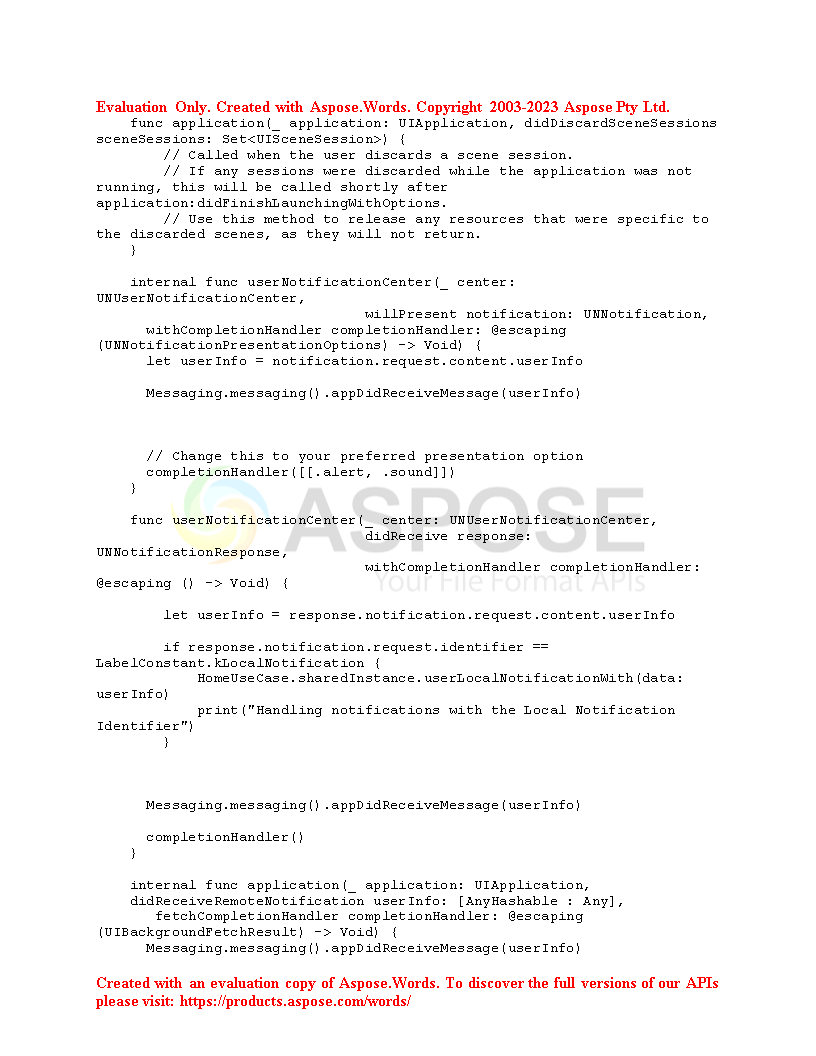 Evaluation Only. Created with Aspose.Words. Copyright 2003-2023 Aspose Pty Ltd.
    func application(_ application: UIApplication, didDiscardSceneSessions
sceneSessions: Set<UISceneSession>) {
        // Called when the user discards a scene session.
        // If any sessions were discarded while the application was not
running, this will be called shortly after
application:didFinishLaunchingWithOptions.
        // Use this method to release any resources that were specific to
the discarded scenes, as they will not return.
    }
    internal func userNotificationCenter(_ center:
UNUserNotificationCenter,
                                willPresent notification: UNNotification,
      withCompletionHandler completionHandler: @escaping
(UNNotificationPresentationOptions) -> Void) {
      let userInfo = notification.request.content.userInfo
      Messaging.messaging().appDidReceiveMessage(userInfo)
      // Change this to your preferred presentation option
      completionHandler([[.alert, .sound]])
    }
ASPOSE
    func userNotificationCenter(_ center: UNUserNotificationCenter,
                                didReceive response:
UNNotificationResponse,
                                withCompletionHandler completionHandler:
@escaping () -> Void) {
Your File Format APIs
        let userInfo = response.notification.request.content.userInfo
        if response.notification.request.identifier ==
LabelConstant.kLocalNotification {
            HomeUseCase.sharedInstance.userLocalNotificationWith(data:
userInfo)
            print("Handling notifications with the Local Notification
Identifier")
        }
      Messaging.messaging().appDidReceiveMessage(userInfo)
      completionHandler()
    }
    internal func application(_ application: UIApplication,
    didReceiveRemoteNotification userInfo: [AnyHashable : Any],
       fetchCompletionHandler completionHandler: @escaping
(UIBackgroundFetchResult) -> Void) {
      Messaging.messaging().appDidReceiveMessage(userInfo)
Created with an evaluation copy of Aspose.Words. To discover the full versions of our APIs
please visit: https://products.aspose.com/words/